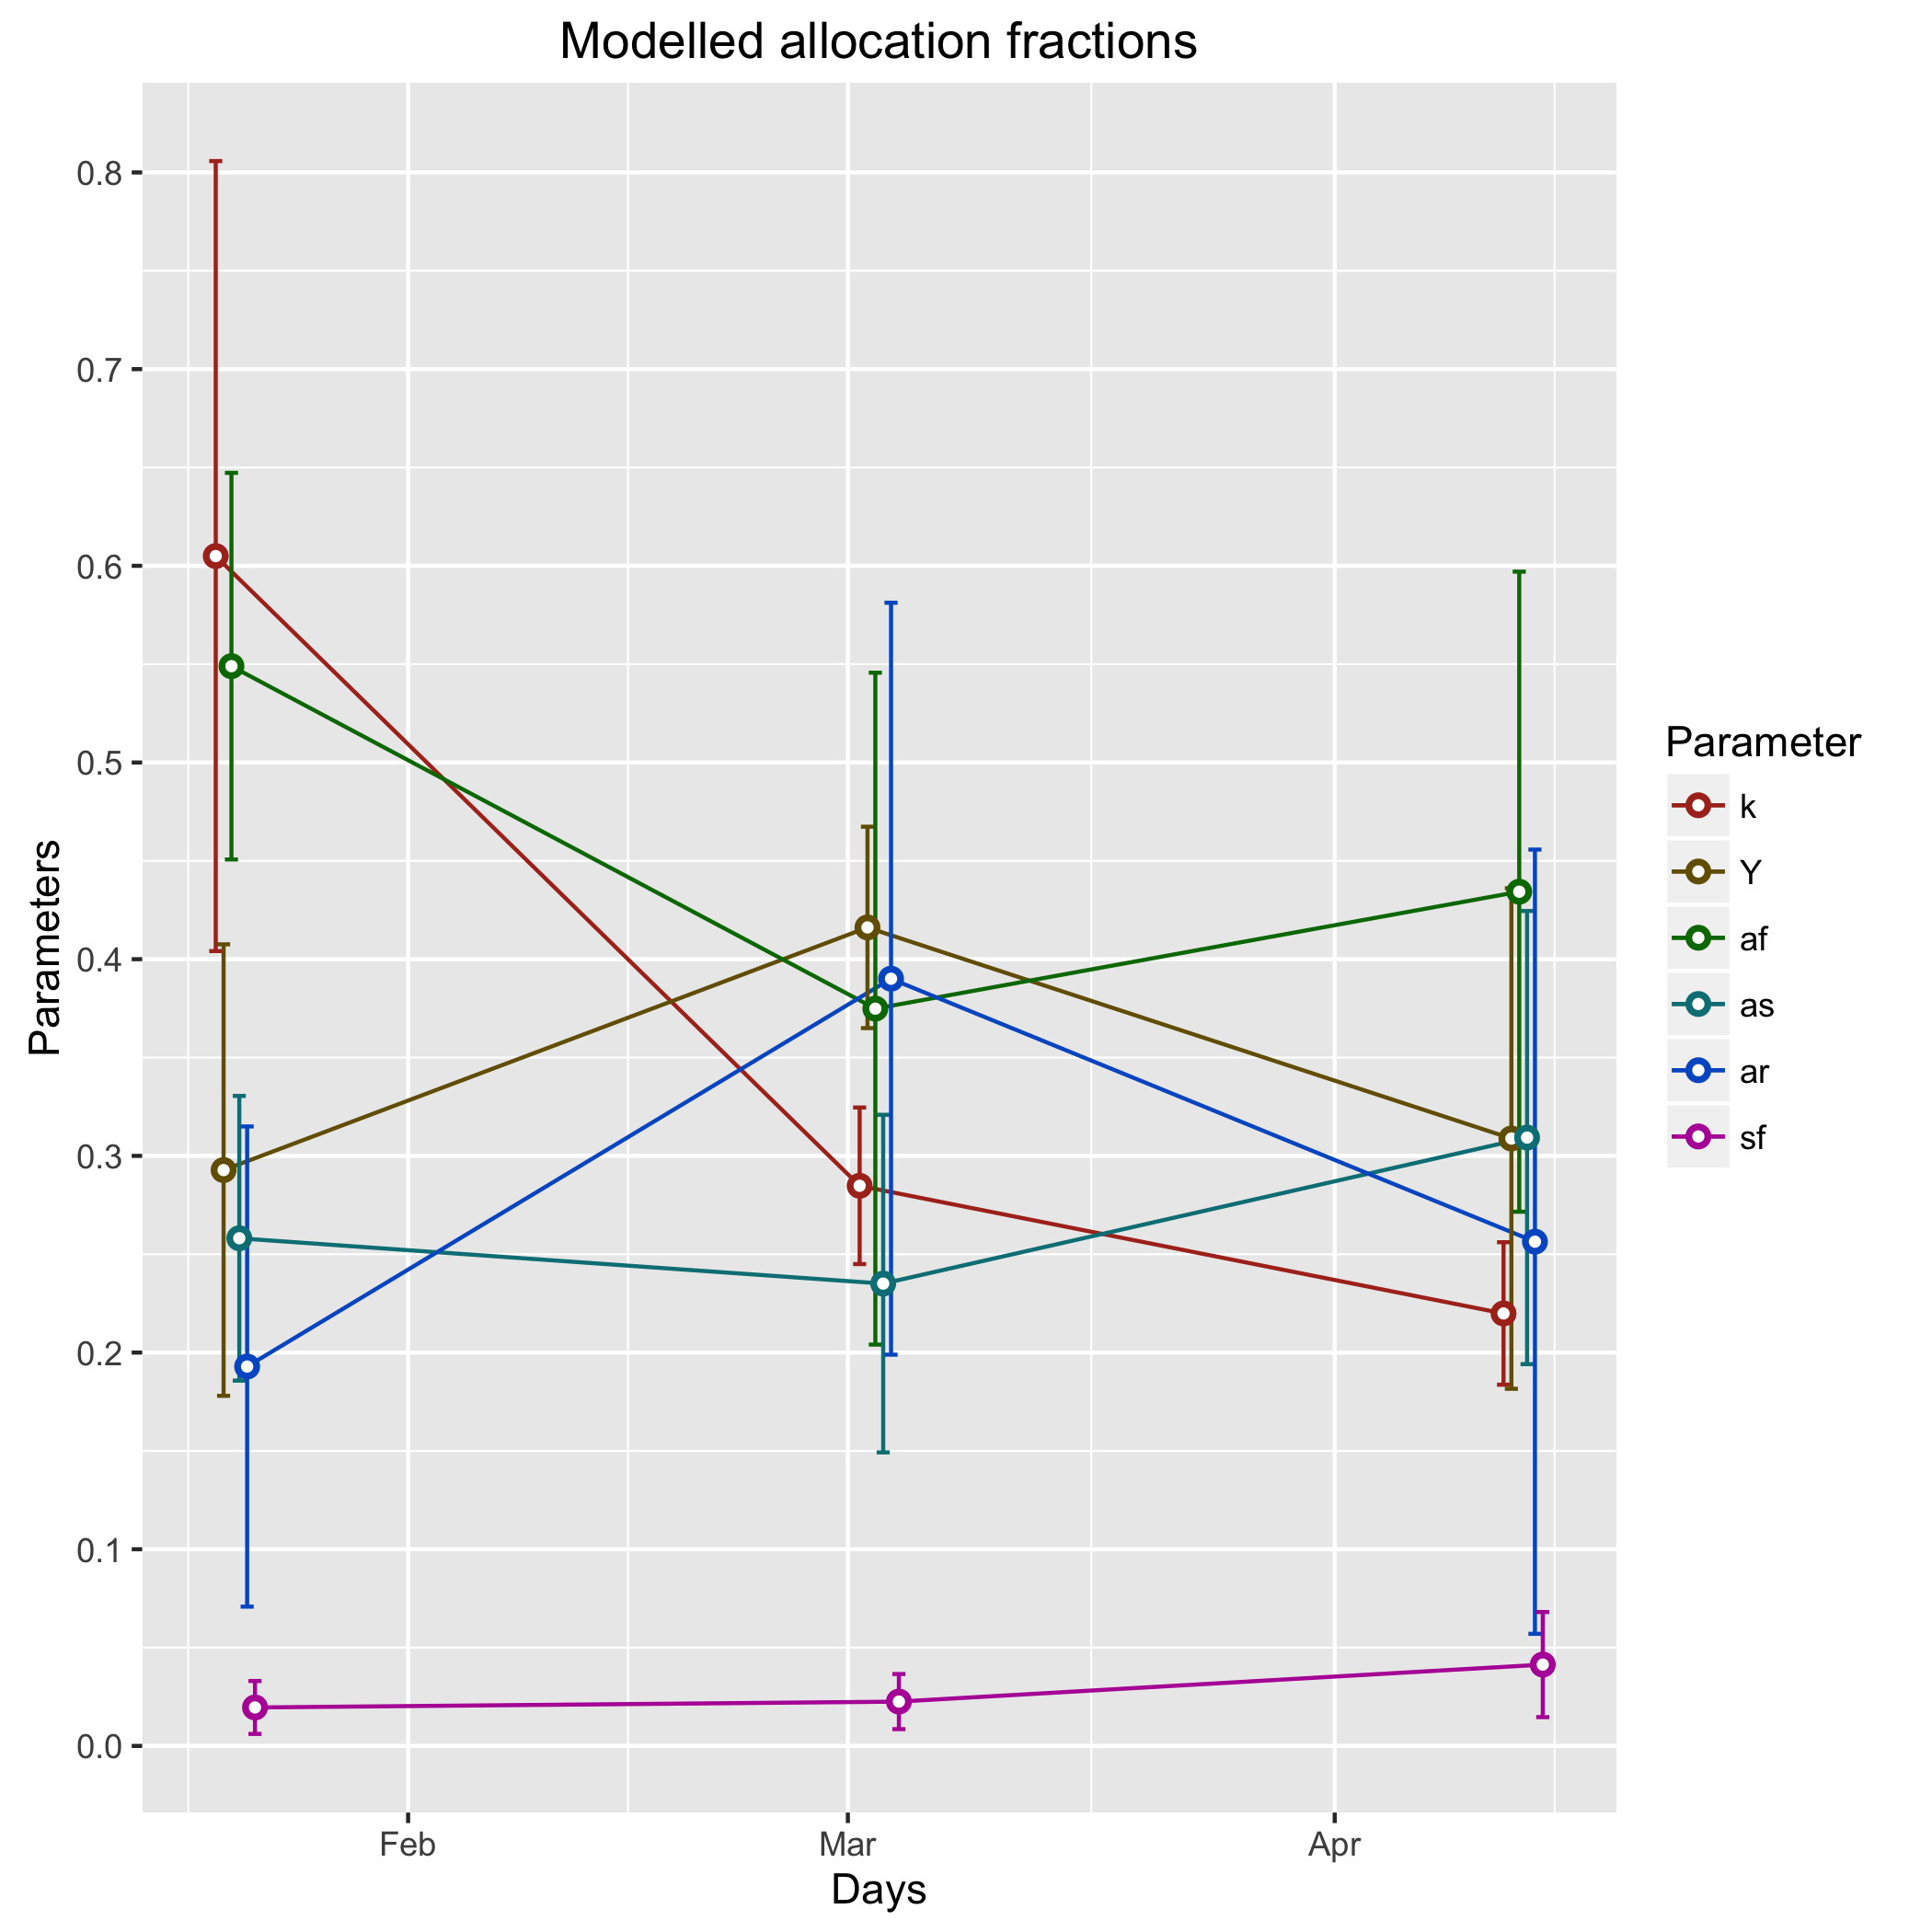 Modelled allocation fractions
Parameters
0.8
0.7
0.6
0.5
0.4
0.3
0.2
0.1
0.0
Feb Mar Apr
Days
Parameter
k
Y
af
as
ar
sf